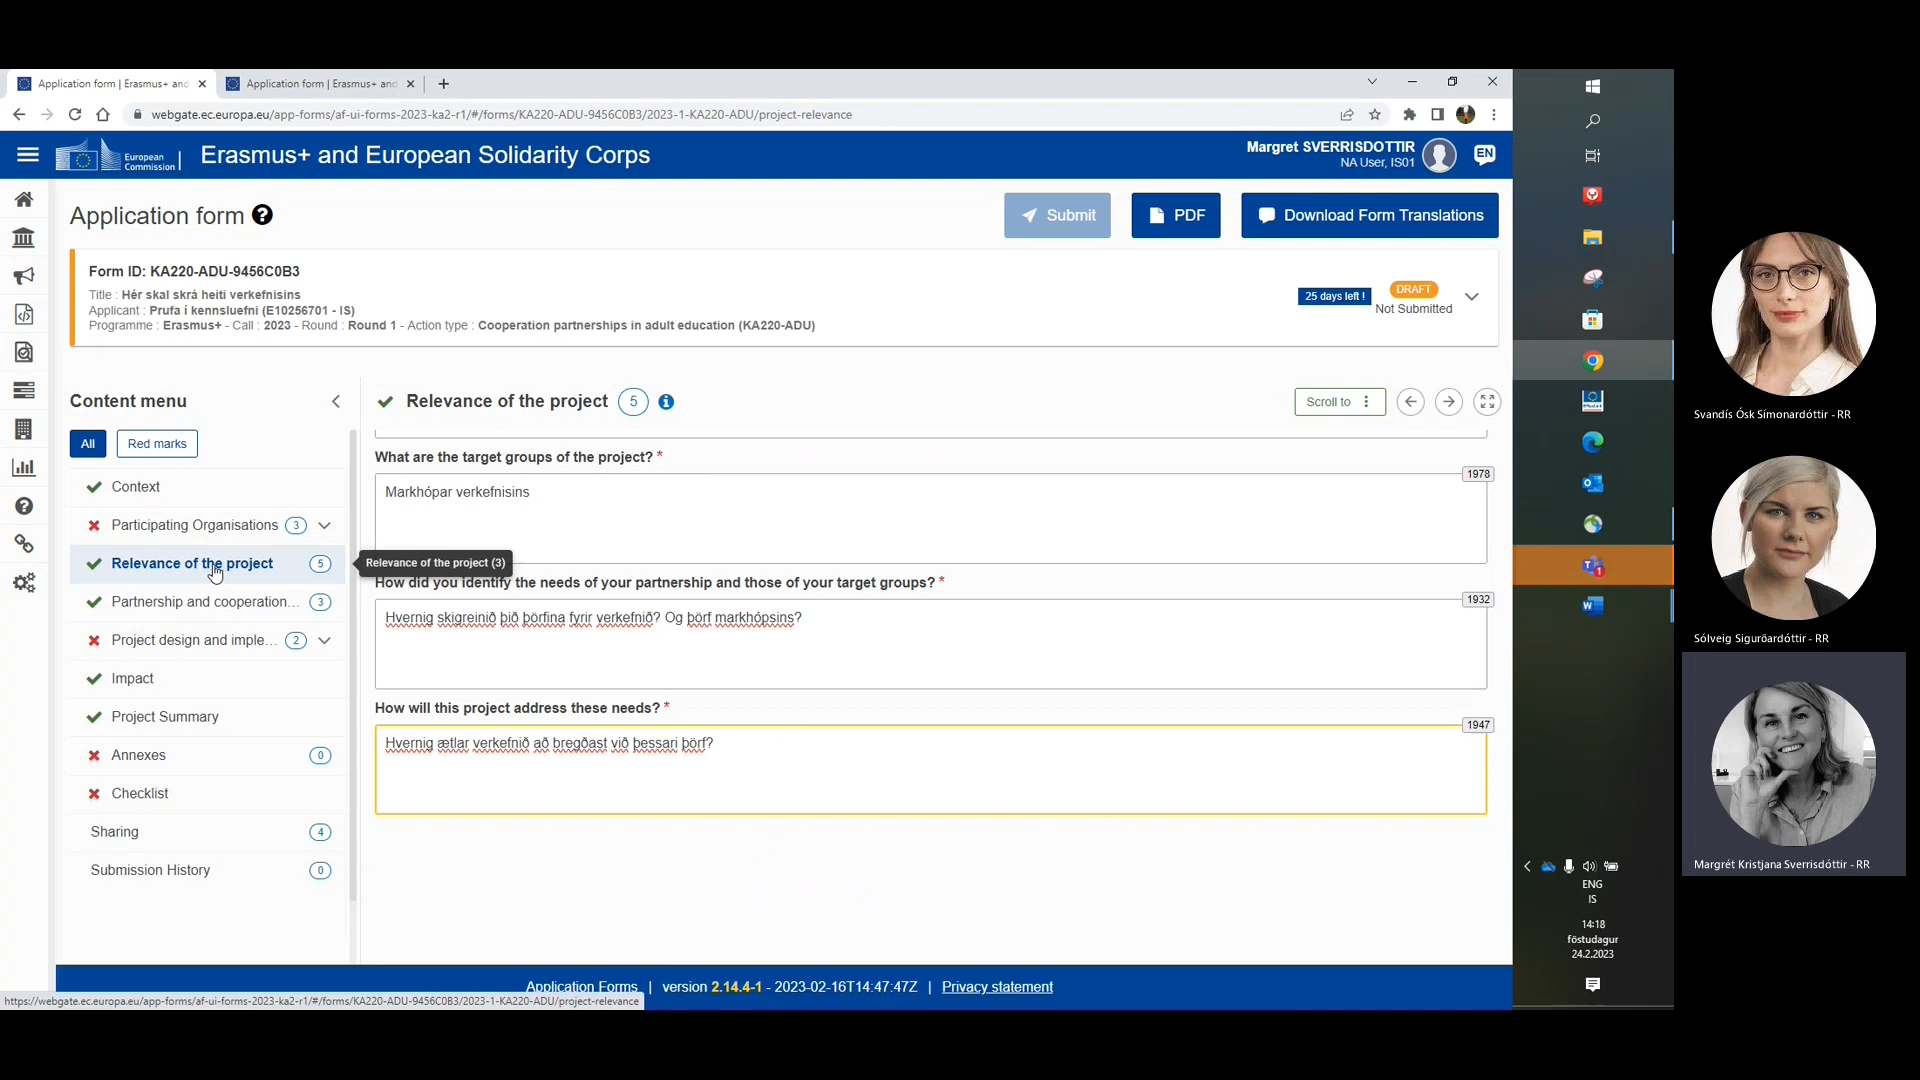 Application form | Erasmus+ and
Application form | Erasmus+ and
webgate.ec.europa.eu/app-forms/af-ui-forms-2023-ka2-r1/#/forms/KA220-ADU-9456C0B3/2023-1-KA220-ADU/project-relevance
European
Commission
Erasmus+ and European Solidarity Corps
Margret SVERRISDOTTIR
NA User, IS01
EN
Application form
Submit
PDF
Download Form Translations
Form ID: KA220-ADU-9456C0B3
Title : Hér skal skrá heiti verkefnisins
Applicant : Prufa í kennsluefni (E10256701 - IS)
Programme : Erasmus+ - Call : 2023 - Round : Round 1 - Action type : Cooperation partnerships in adult education (KA220-ADU)
25 days left !
DRAFT
Not Submitted
Content menu
All
Red marks
Context
Participating Organisations 3
Relevance of the project 5
Partnership and cooperation... 3
Project design and imple... 2
Impact
Project Summary
Annexes 0
Checklist
Sharing 4
Submission History 0
Relevance of the project (3)
Relevance of the project 5
Scroll to
What are the target groups of the project? *
1978
Markhópar verkefnisins
How did you identify the needs of your partnership and those of your target groups? *
1932
Hvernig skigreinið þið þörfina fyrir verkefnið? Og þörf markhópsins?
How will this project address these needs? *
1947
Hvernig ætlar verkefnið að bregðast við þessari þörf?
Application Forms | version 2.14.4-1 - 2023-02-16T14:47:47Z | Privacy statement
https://webgate.ec.europa.eu/app-forms/af-ui-forms-2023-ka2-r1/#/forms/KA220-ADU-9456C0B3/2023-1-KA220-ADU/project-relevance
ENG
IS
14:18
föstudagur
24.2.2023
Svandís Ósk Símonardóttir - RR
Sólveig Sigurðardóttir - RR
Margrét Kristjana Sverrisdóttir - RR